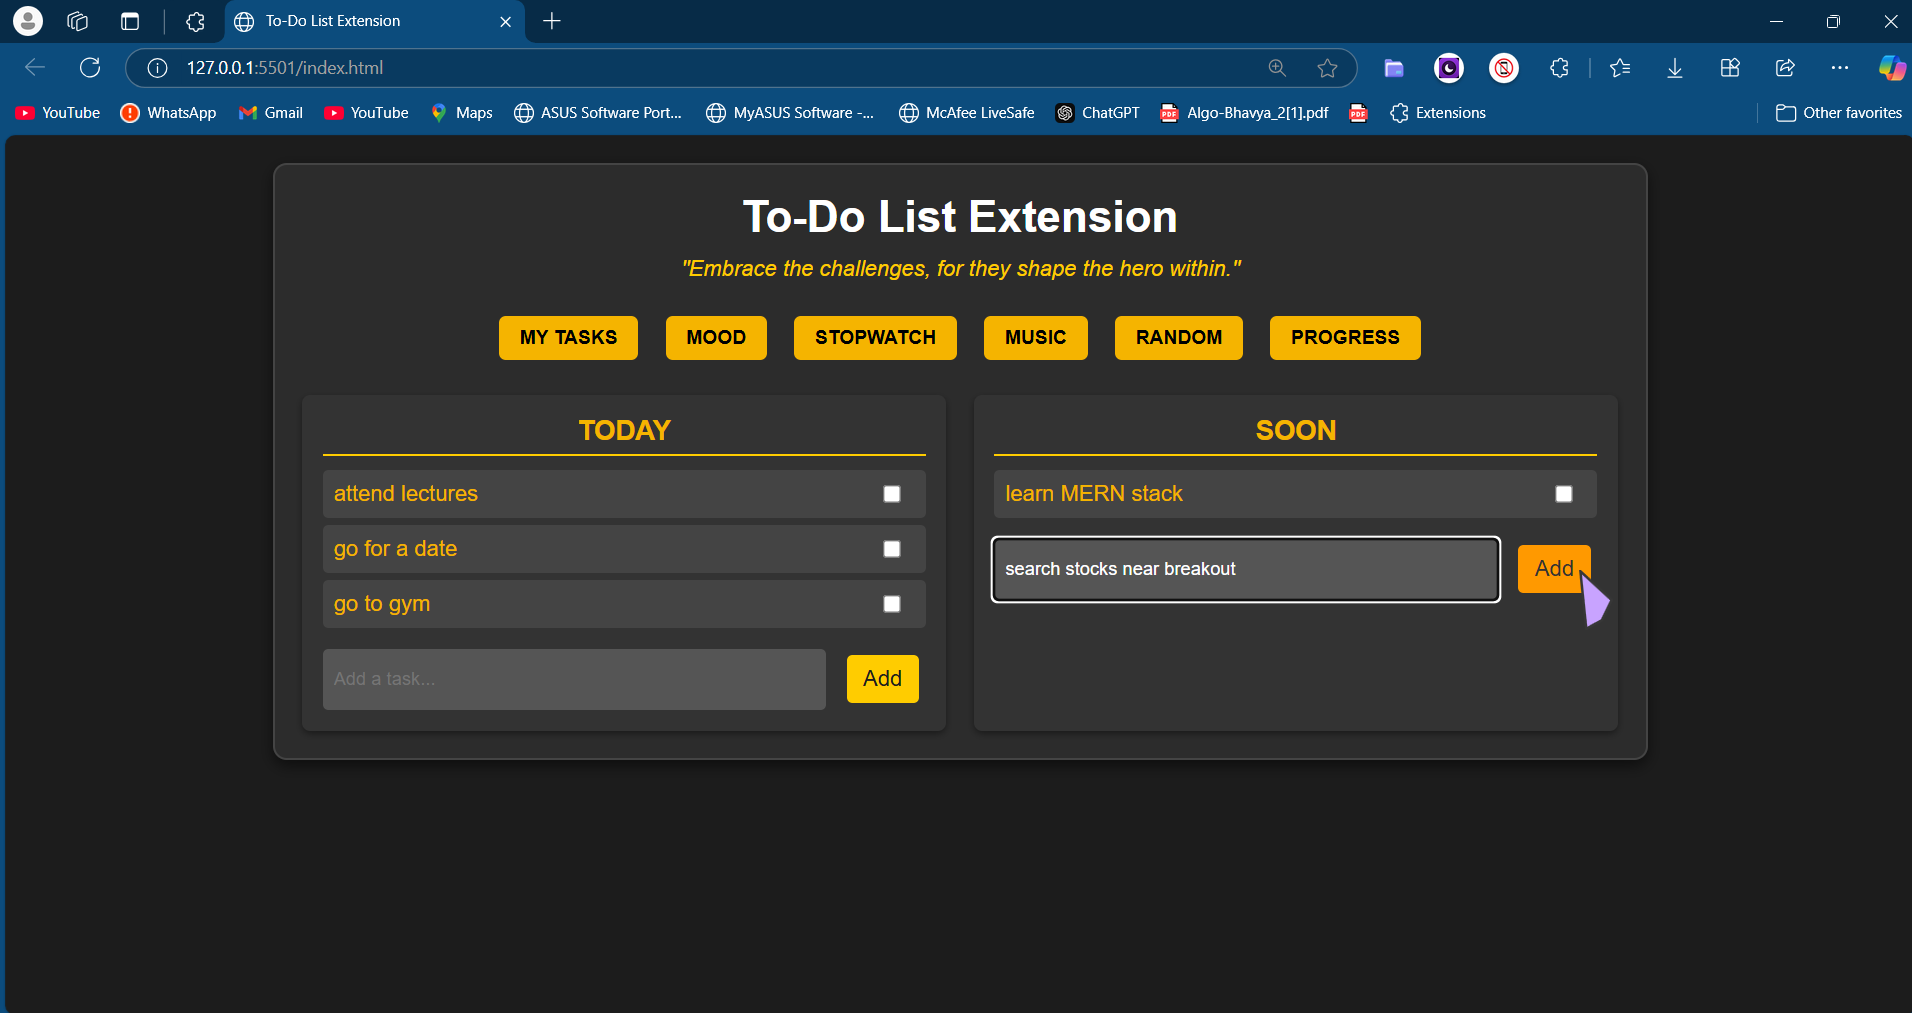 To-Do List Extension
127.0.0.1:5501/index.html
YouTube WhatsApp Gmail YouTube Maps ASUS Software Port... MyASUS Software -... McAfee LiveSafe ChatGPT PDF Algo-Bhavya_2[1].pdf PDF Extensions Other favorites
To-Do List Extension
"Embrace the challenges, for they shape the hero within."
MY TASKS MOOD STOPWATCH MUSIC RANDOM PROGRESS
TODAY
attend lectures
go for a date
go to gym
Add a task... Add
SOON
learn MERN stack
search stocks near breakout Add